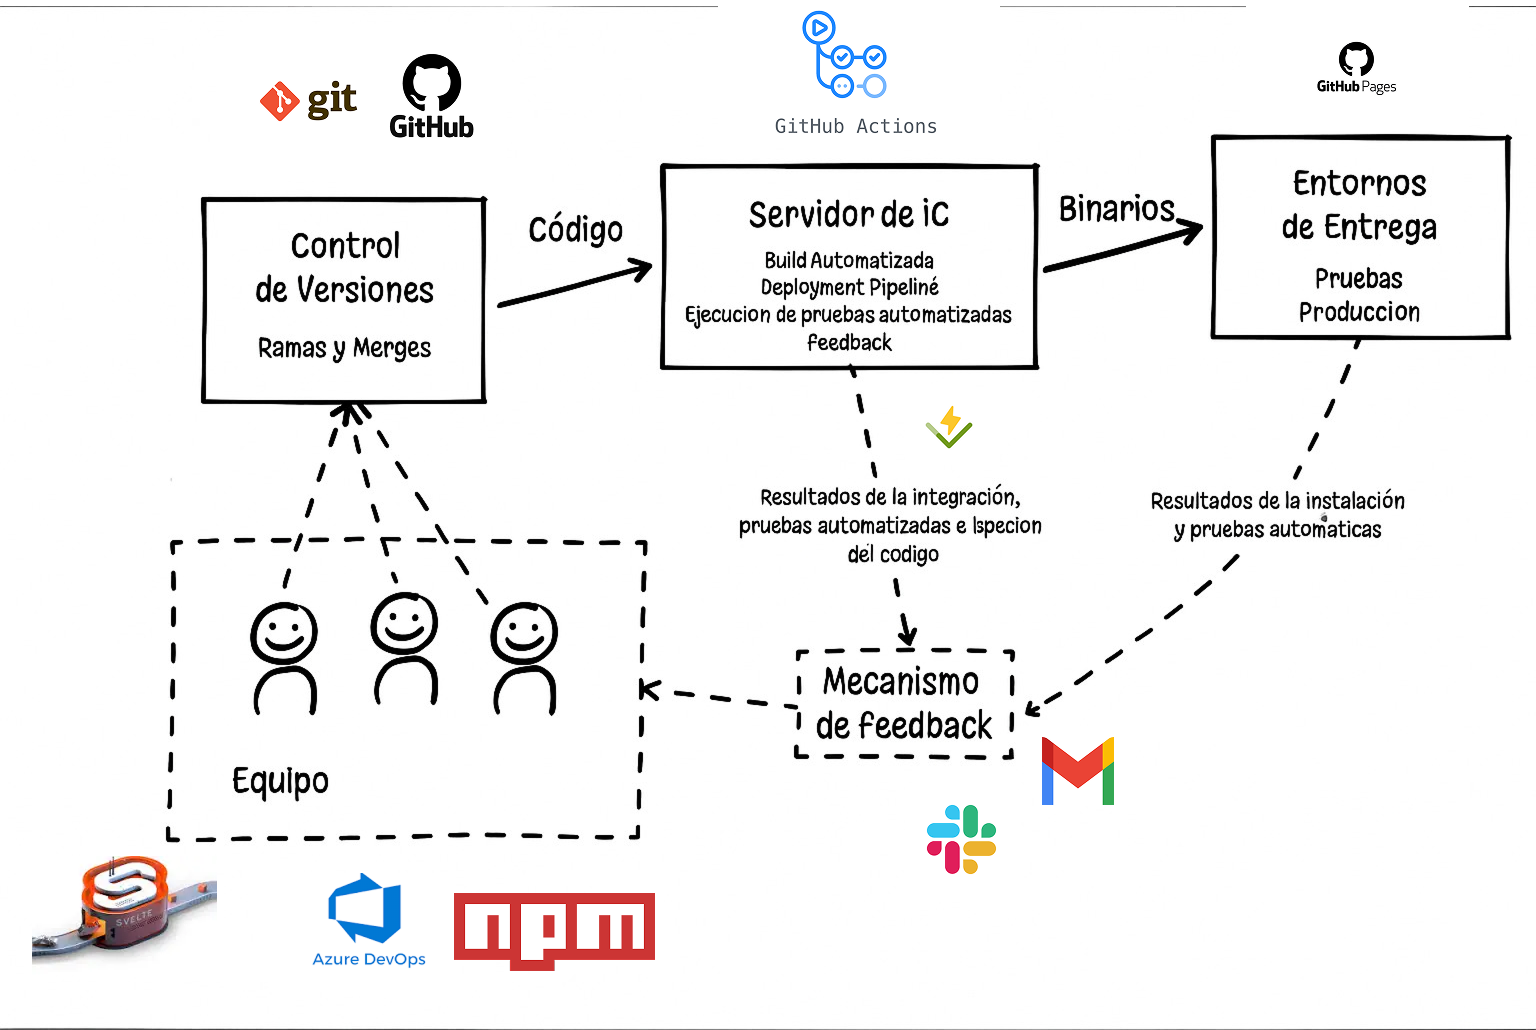 git
GitHub
GitHub Actions
GitHub Pages
Control
de Versiones
Ramas y Merges
Código
Servidor de iC
Build Automatizada
Deployment Pipeliné
Ejecucion de pruebas automatizadas
feedback
Binarios
Entornos
de Entrega
Pruebas
Produccion
Resultados de la integración,
pruebas automatizadas e Ispecion
del codigo
Resultados de la instalación
y pruebas automaticas
Mecanismo
de feedback
Equipo
SVELTE
Azure DevOps
npm